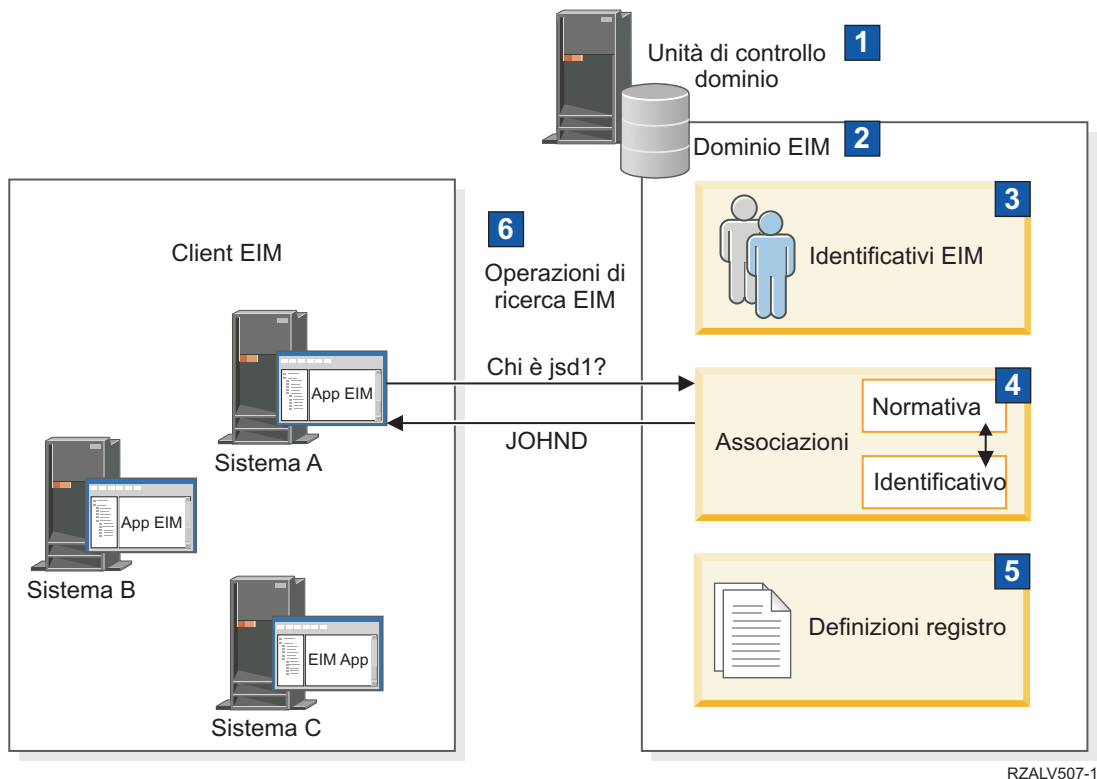 Unità di controllo
dominio
1
Dominio EIM
2
3
Identificativi EIM
Client EIM
6
Operazioni di
ricerca EIM
Chi è jsd1?
App EIM
JOHND
Sistema A
4
Normativa
Associazioni
Identificativo
App EIM
Sistema B
5
Definizioni registro
EIM App
Sistema C
RZALV507-1